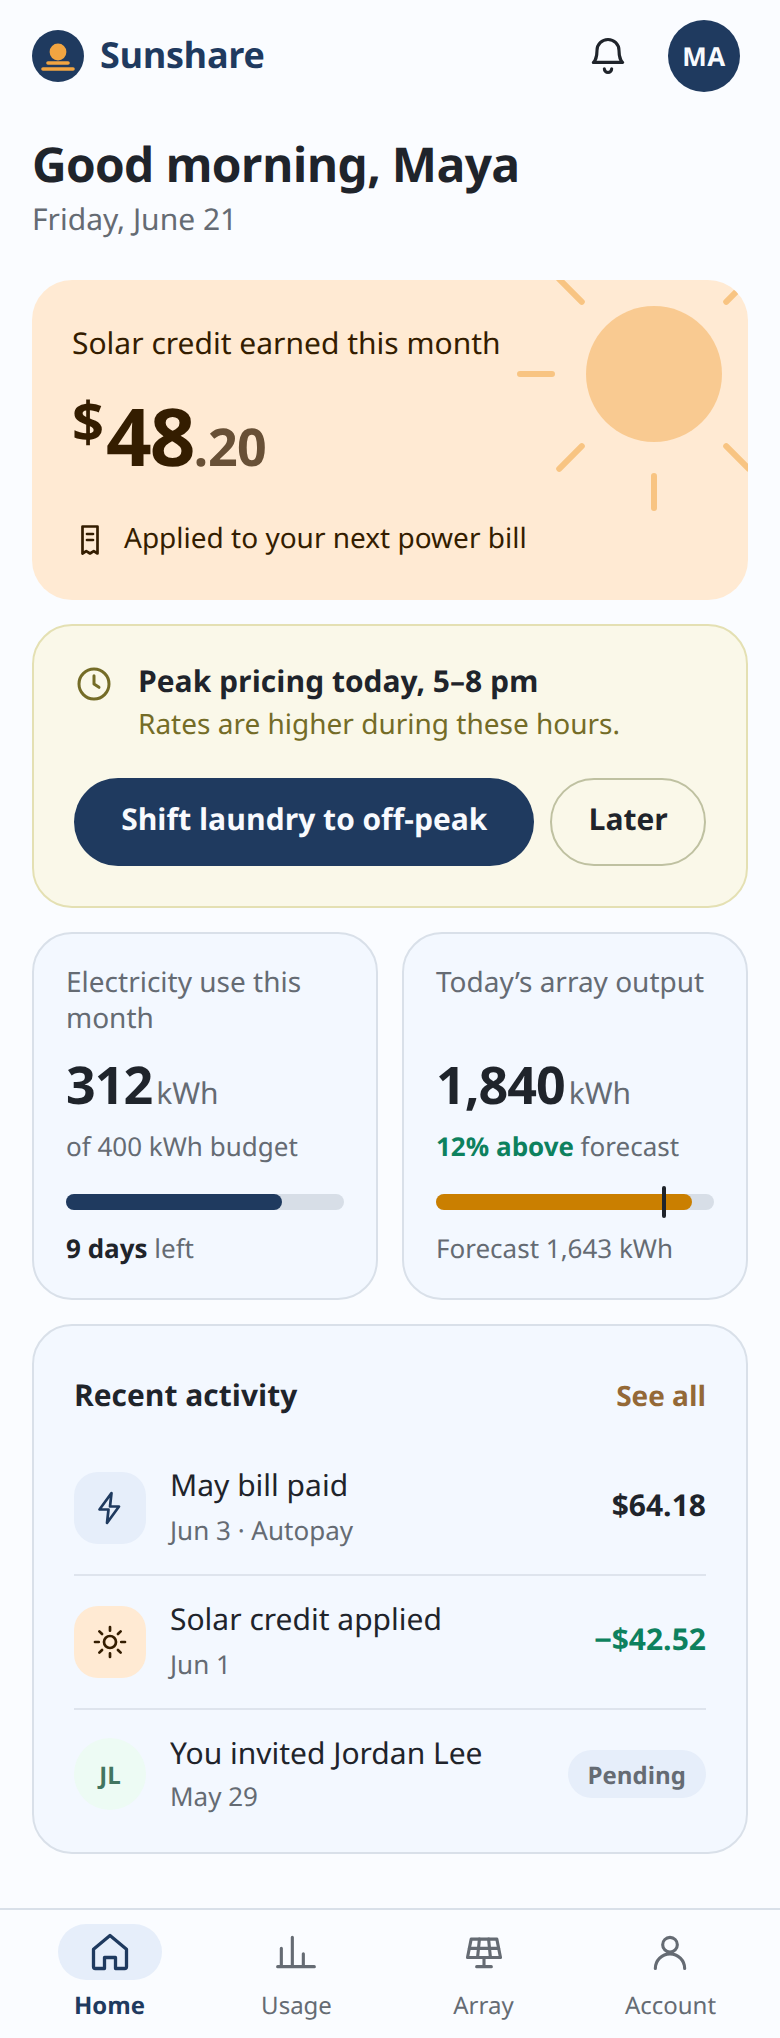 Sunshare
MA
Good morning, Maya
Friday, June 21
Solar credit earned this month
$48.20
Applied to your next power bill
Peak pricing today, 5–8 pm
Rates are higher during these hours.
Shift laundry to off-peak
Later
Electricity use this
month
312 kWh
of 400 kWh budget
9 days left
Today’s array output
1,840 kWh
12% above forecast
Forecast 1,643 kWh
Recent activity
See all
May bill paid
Jun 3 · Autopay
$64.18
Solar credit applied
Jun 1
−$42.52
JL
You invited Jordan Lee
May 29
Pending
Home
Usage
Array
Account